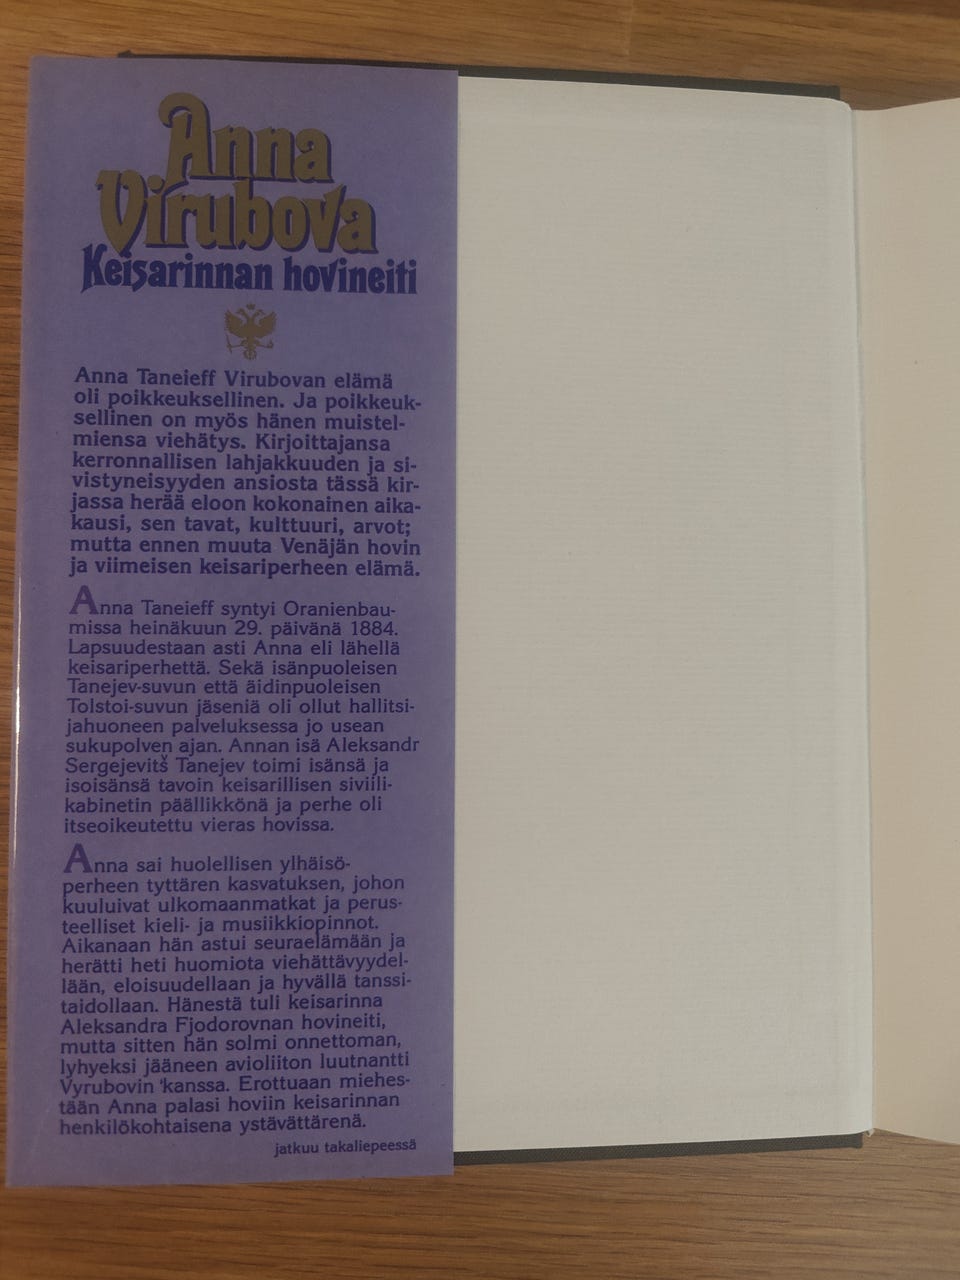 Anna
Virubova
Keisarinnan hovineiti
Anna Taneieff Virubovan elämä
oli poikkeuksellinen. Ja poikkeuk-
sellinen on myös hänen muistel-
miensa viehätys. Kirjoittajansa
kerronnallisen lahjakkuuden ja si-
vistyneisyyden ansiosta tässä kir-
jassa herää eloon kokonainen aika-
kausi, sen tavat, kulttuuri, arvot;
mutta ennen muuta Venäjän hovin
ja viimeisen keisariperheen elämä.
Anna Taneieff syntyi Oranienbau-
missa heinäkuun 29. päivänä 1884.
Lapsuudestaan asti Anna eli lähellä
keisariperhettä. Sekä isänpuoleisen
Tanejev-suvun että äidinpuoleisen
Tolstoi-suvun jäseniä oli ollut hallitsi-
jahuoneen palveluksessa jo usean
sukupolven ajan. Annan isä Aleksandr
Sergejevitš Tanejev toimi isänsä ja
isoisänsä tavoin keisarillisen siviili-
kabinetin päällikkönä ja perhe oli
itseoikeutettu vieras hovissa.
Anna sai huolellisen ylhäisö-
perheen tyttären kasvatuksen, johon
kuuluivat ulkomaanmatkat ja perus-
teelliset kieli- ja musiikkiopinnot.
Aikanaan hän astui seuraelämään ja
herätti heti huomiota viehättävyydel-
lään, eloisuudellaan ja hyvällä tanssi-
taidollaan. Hänestä tuli keisarinna
Aleksandra Fjodorovnan hovineiti,
mutta sitten hän solmi onnettoman,
lyhyeksi jääneen avioliiton luutnantti
Vyrubovin kanssa. Erottuaan miehes-
tään Anna palasi hoviin keisarinnan
henkilökohtaisena ystävättärenä.
jatkuu takaliepeessä